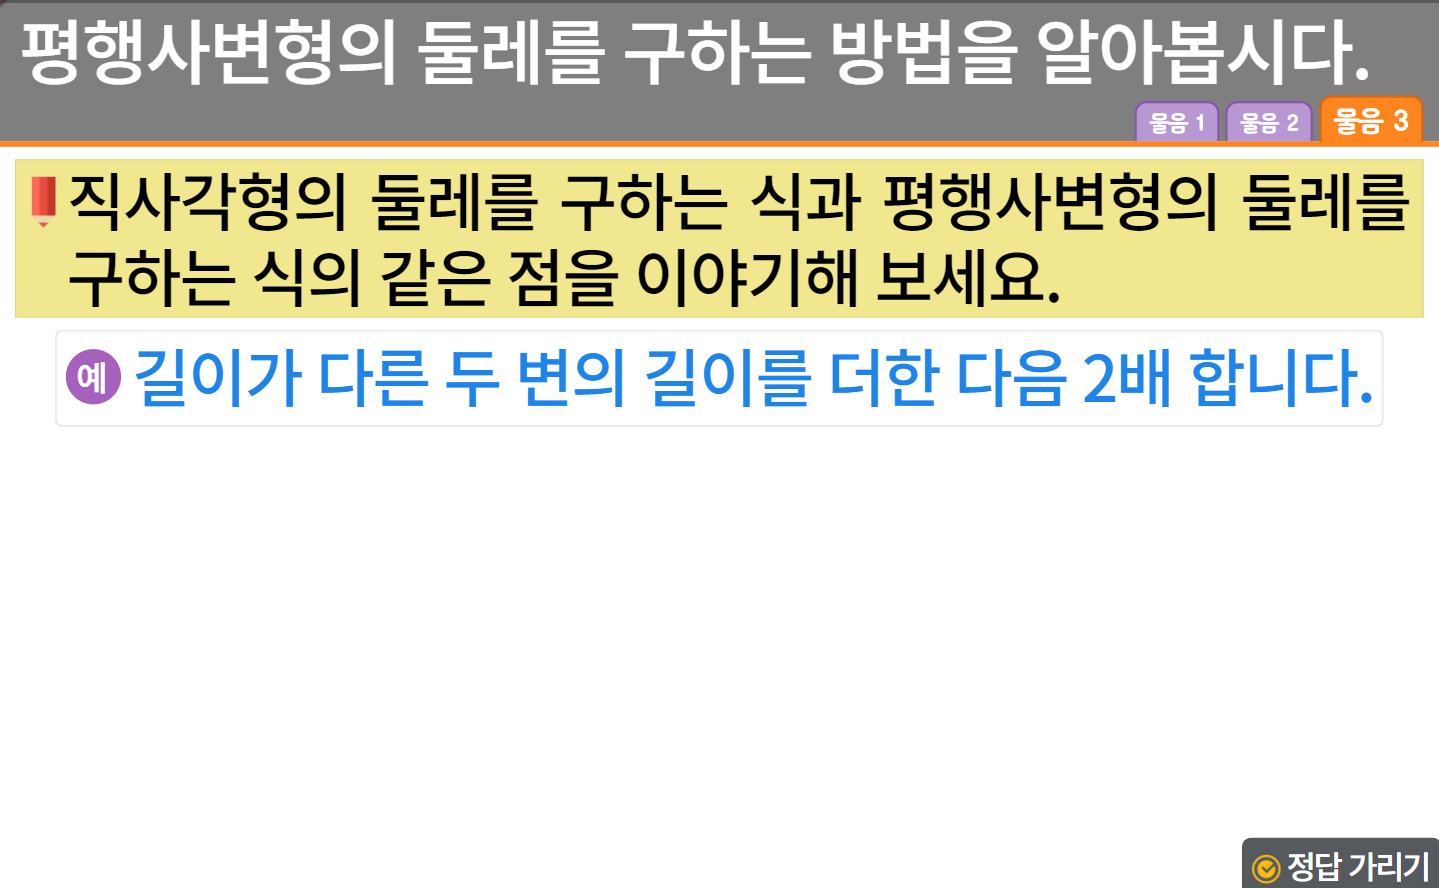 평행사변형의 둘레를 구하는 방법을 알아봅시다.
물음 1 물음 2 물음 3
직사각형의 둘레를 구하는 식과 평행사변형의 둘레를
구하는 식의 같은 점을 이야기해 보세요.
예 길이가 다른 두 변의 길이를 더한 다음 2배 합니다.
정답 가리기